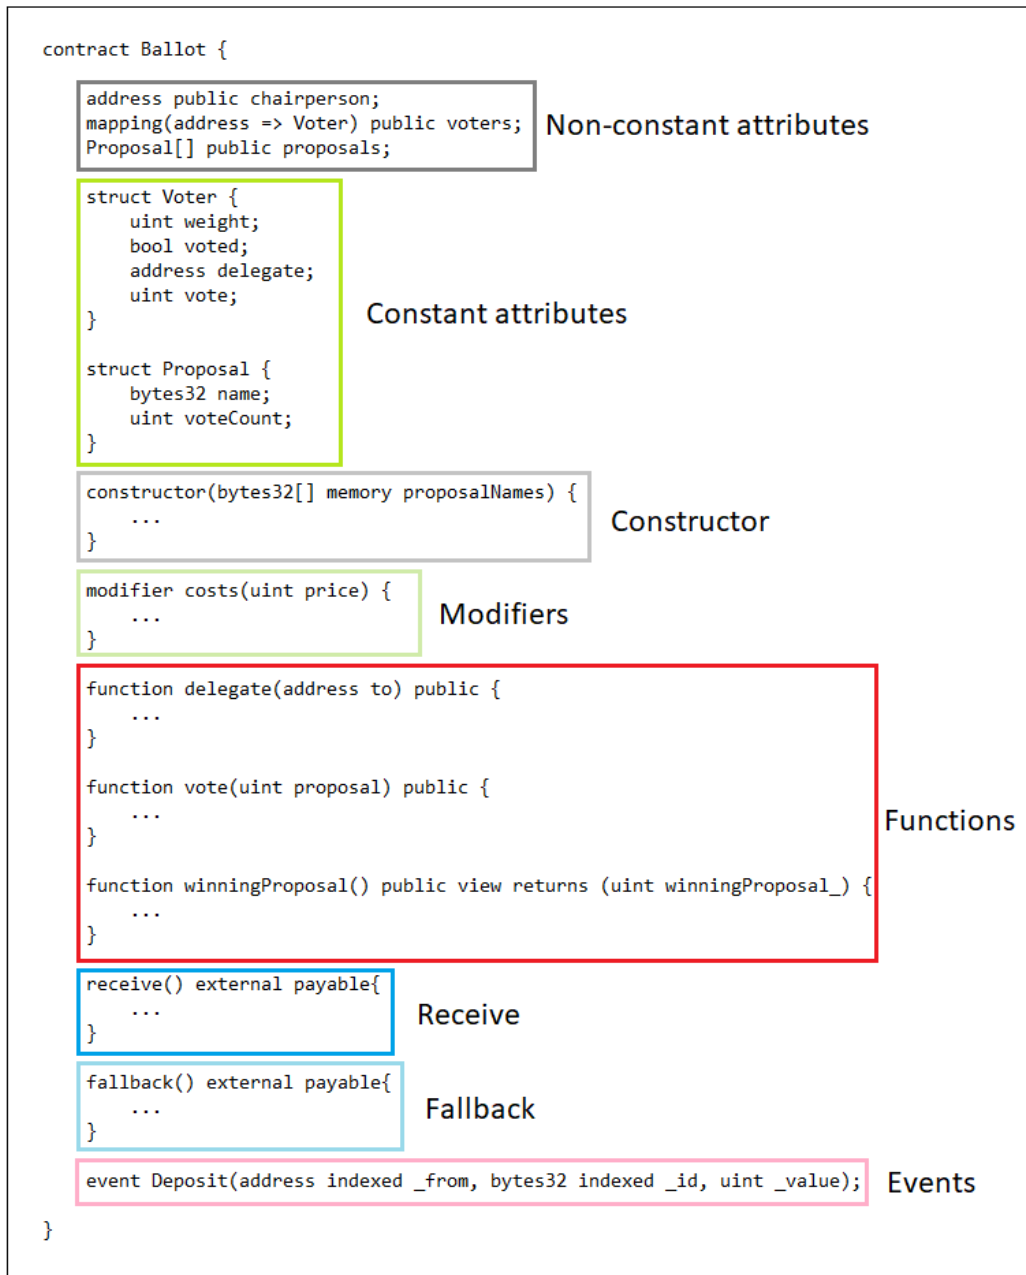 contract Ballot {
address public chairperson;
mapping(address => Voter) public voters;
Proposal[] public proposals;
Non-constant attributes
struct Voter {
uint weight;
bool voted;
address delegate;
uint vote;
}
struct Proposal {
bytes32 name;
uint voteCount;
}
Constant attributes
constructor(bytes32[] memory proposalNames) {
...
}
Constructor
modifier costs(uint price) {
...
}
Modifiers
function delegate(address to) public {
...
}
function vote(uint proposal) public {
...
}
function winningProposal() public view returns (uint winningProposal_) {
...
}
Functions
receive() external payable{
...
}
Receive
fallback() external payable{
...
}
Fallback
event Deposit(address indexed _from, bytes32 indexed _id, uint _value);
Events
}